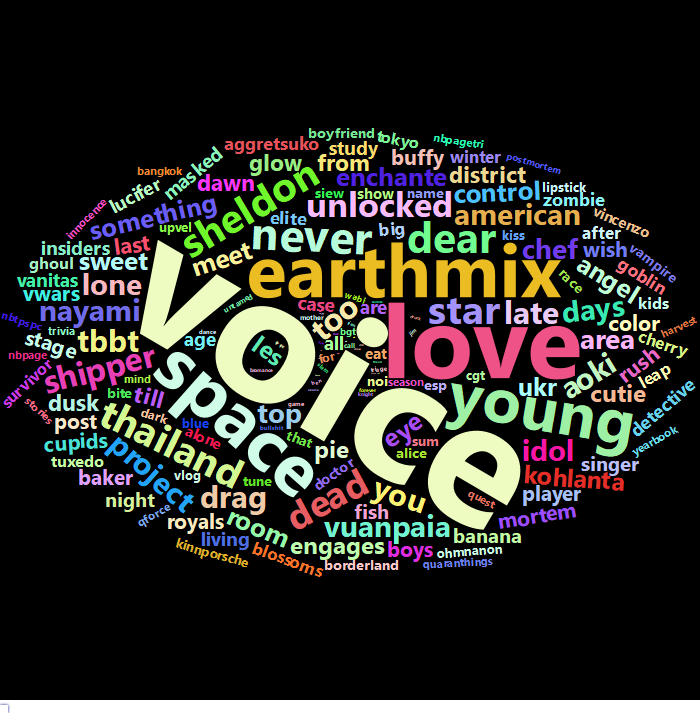 boyfriend
tokyo
nbpagetri
aggretsuko
study
buffy
winter
postmortem
bangkok
masked
glow
from
enchante
district
lipstick
lucifer
dawn
siew
show
unlocked
name
control
zombie
innocence
something
sheldon
elite
american
vincenzo
upvel
never
big
dear
kiss
after
insiders
last
meet
chef
wish
vampire
ghoul
sweet
earthmix
angel
goblin
vanitas
lone
race
kids
vwars
nayami
Voice
too
case
are
star
late
days
color
harvest
nbtpspc
trivia
stage
tbbt
age
dance
mother
untamed
les
all
bgt
call
love
area
cherry
nbpage
shipper
space
for
eat
aoki
rush
leap
survivor
mind
bite
till
bromance
noi
season
esp
cgt
ukr
cutie
detective
stories
dusk
dark
blue
top
game
forever
knight
young
post
thailand
bullshit
that
eye
sum
idol
yearbook
cupids
alone
pie
alice
singer
tuxedo
project
doctor
kohlanta
baker
vlog
tune
dead
you
quest
player
night
drag
fish
mortem
qforce
royals
room
vuanpaia
banana
living
engages
boys
ohmnanon
kinnporsche
blossoms
borderland
quaranthings